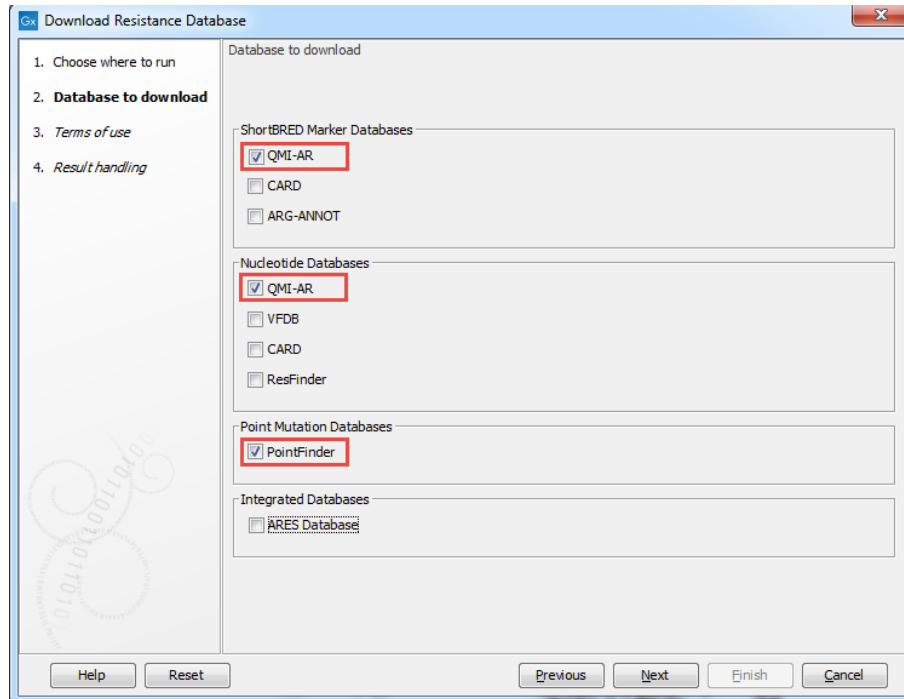 Gx Download Resistance Database
1. Choose where to run
2. Database to download
3. Terms of use
4. Result handling
Database to download
ShortBRED Marker Databases
QMI-AR
CARD
ARG-ANNOT
Nucleotide Databases
QMI-AR
VFDB
CARD
ResFinder
Point Mutation Databases
PointFinder
Integrated Databases
ARES Database
Help Reset Previous Next Finish Cancel